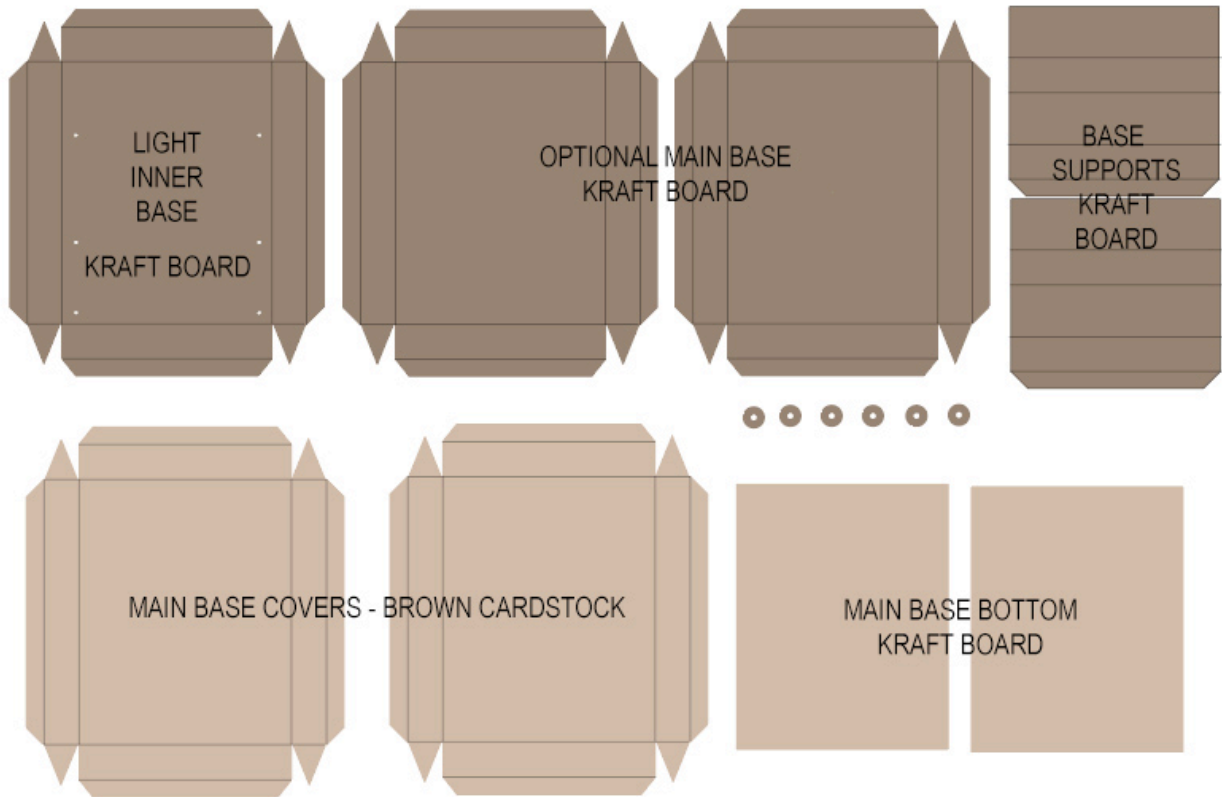 LIGHT
INNER
BASE
KRAFT BOARD
OPTIONAL MAIN BASE
KRAFT BOARD
BASE
SUPPORTS
KRAFT
BOARD
MAIN BASE COVERS - BROWN CARDSTOCK
MAIN BASE BOTTOM
KRAFT BOARD